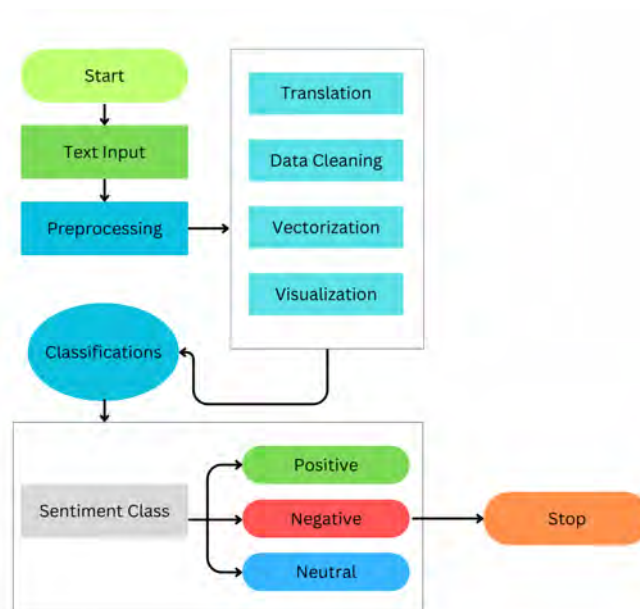 Start
Text Input
Preprocessing
Translation
Data Cleaning
Vectorization
Visualization
Classifications
Sentiment Class
Positive
Negative
Neutral
Stop